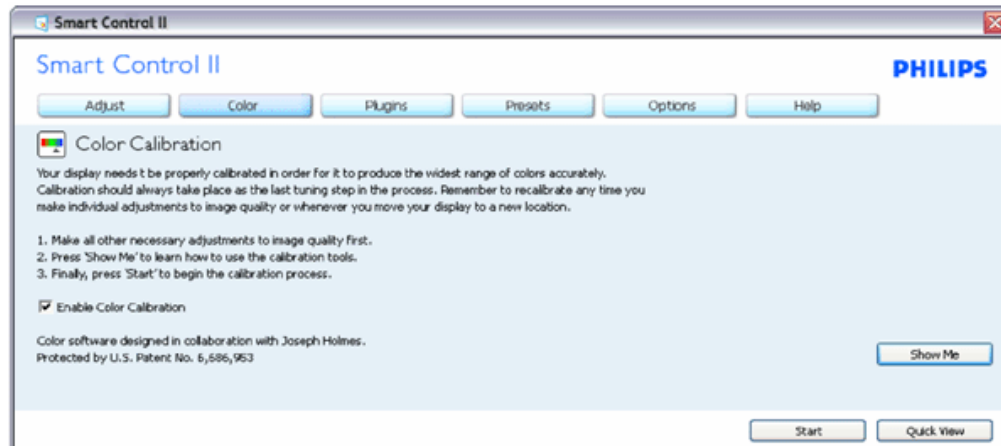 Smart Control II
Smart Control II
PHILIPS
Adjust Color Plugins Presets Options Help
Color Calibration
Your display needs t be properly calibrated in order for it to produce the widest range of colors accurately.
Calibration should always take place as the last tuning step in the process. Remember to recalibrate any time you
make individual adjustments to image quality or whenever you move your display to a new location.
1. Make all other necessary adjustments to image quality first.
2. Press 'Show Me' to learn how to use the calibration tools.
3. Finally, press 'Start' to begin the calibration process.
Enable Color Calibration
Color software designed in collaboration with Joseph Holmes.
Protected by U.S. Patent No. 6,686,953
Show Me
Start Quick View